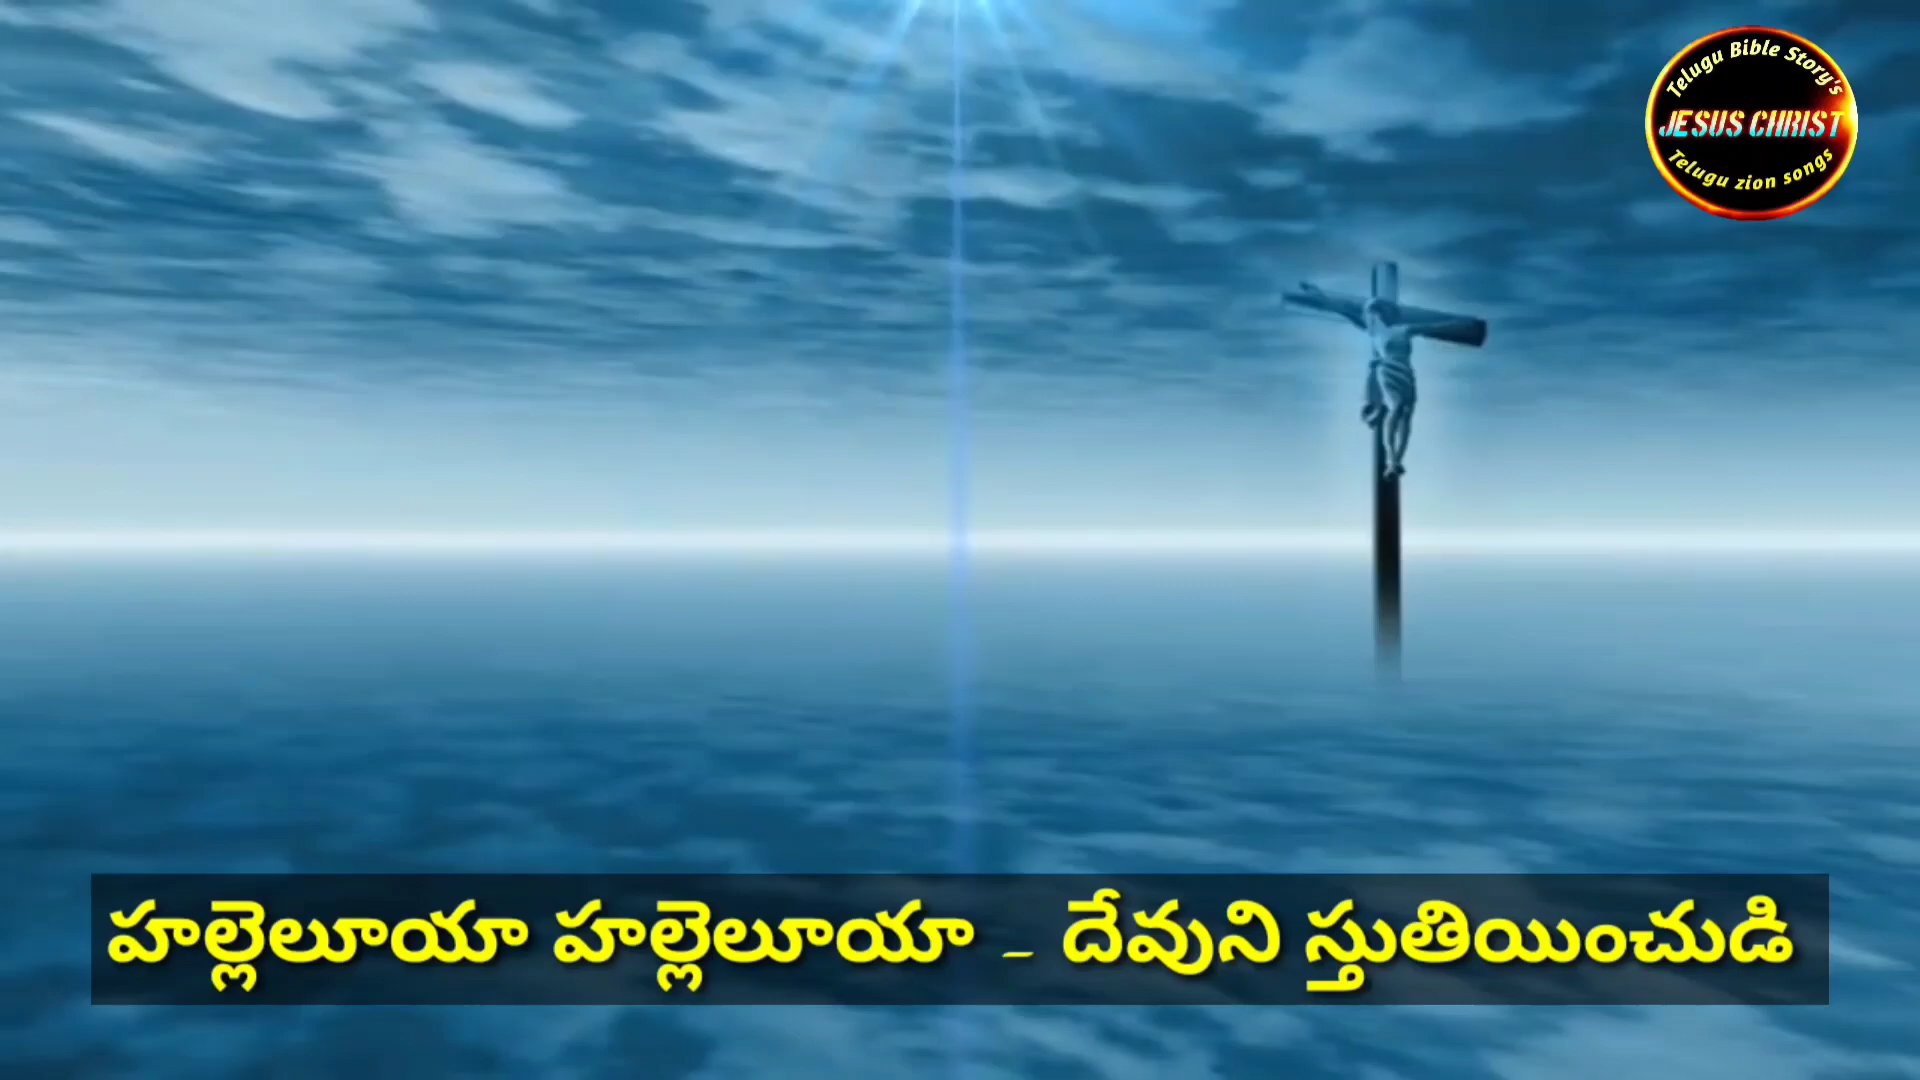 Telugu Bible Story's
JESUS CHRIST
Telugu zion songs
హల్లెలూయా హల్లెలూయా - దేవుని స్తుతియించుడి